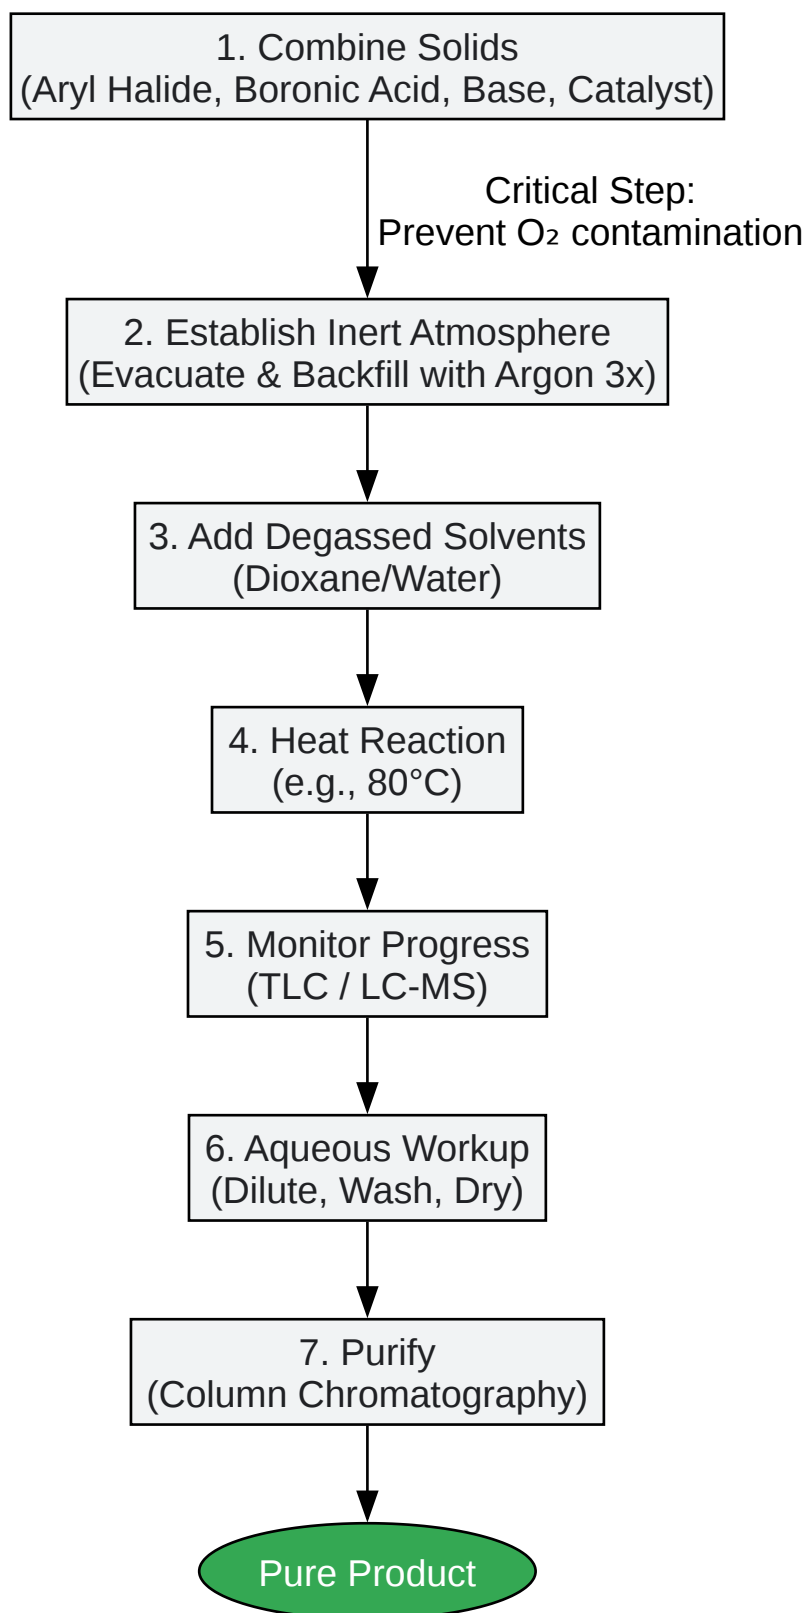 1. Combine Solids
(Aryl Halide, Boronic Acid, Base, Catalyst)
Critical Step:
Prevent O₂ contamination
2. Establish Inert Atmosphere
(Evacuate & Backfill with Argon 3x)
3. Add Degassed Solvents
(Dioxane/Water)
4. Heat Reaction
(e.g., 80°C)
5. Monitor Progress
(TLC / LC-MS)
6. Aqueous Workup
(Dilute, Wash, Dry)
7. Purify
(Column Chromatography)
Pure Product